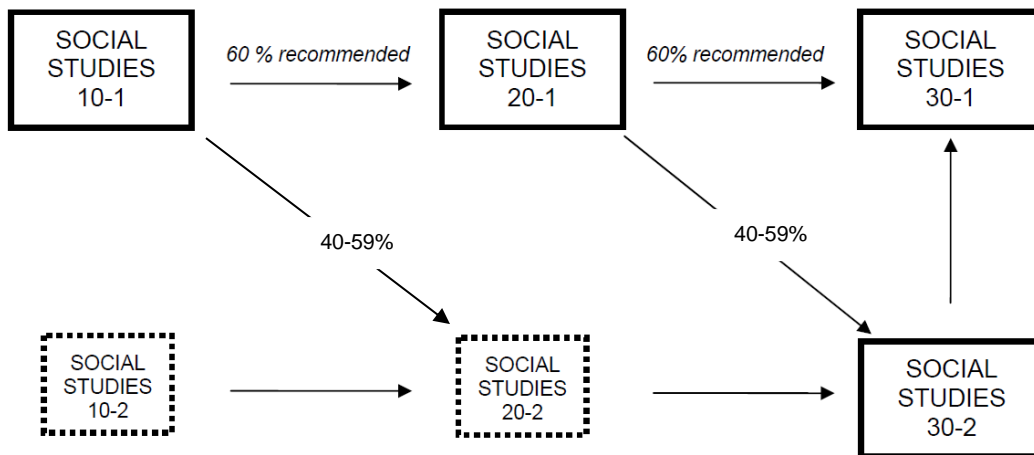 SOCIAL
STUDIES
10-1
60 % recommended
SOCIAL
STUDIES
20-1
60% recommended
SOCIAL
STUDIES
30-1
40-59%
40-59%
SOCIAL
STUDIES
10-2
SOCIAL
STUDIES
20-2
SOCIAL
STUDIES
30-2